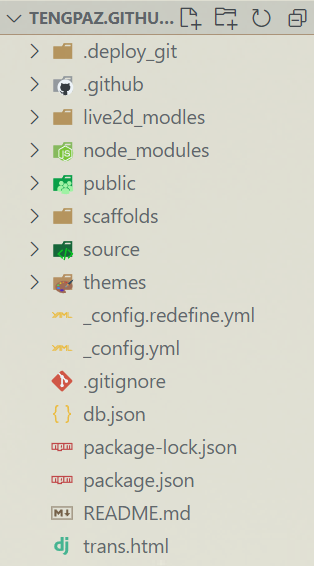 TENGPAZ.GITHU...
.deploy_git
.github
live2d_modles
node_modules
public
scaffolds
source
themes
_config.redefine.yml
_config.yml
.gitignore
db.json
package-lock.json
package.json
README.md
trans.html